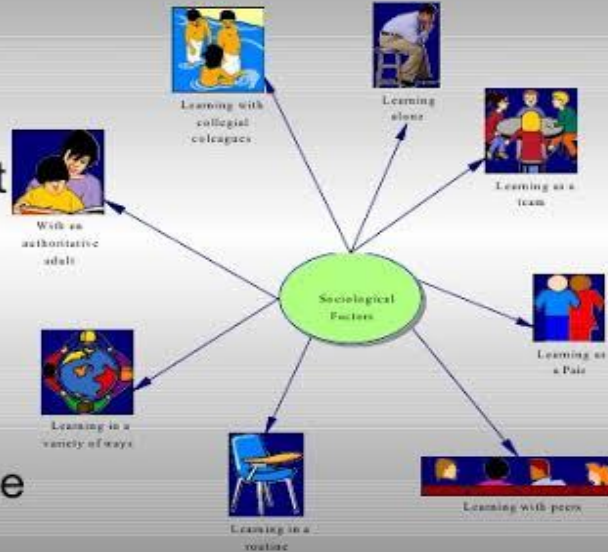 Learning with
collegial
coleagues
Learning
alone
Learning as a
team
t
With an
authoritative
adult
Sociological
Factors
Learning as
a Pair
Learning in a
variety of ways
e
Learning with peers
Learning in a
routine